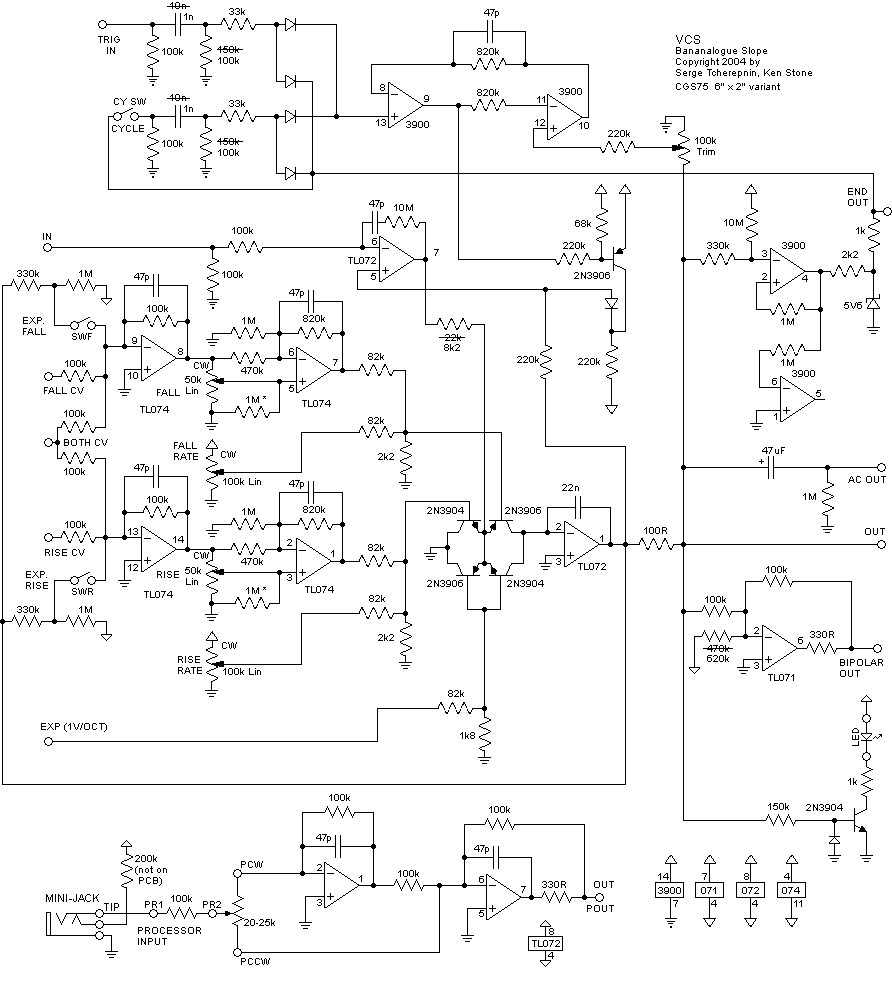 10n
1n
33k
TRIG
IN
100k
150k
100k
CY SW
CYCLE
10n
1n
33k
100k
150k
100k
47p
820k
8
13
9
3900
820k
3900
11
12
10
220k
100k
Trim
VCS
Bananalogue Slope
Copyright 2004 by
Serge Tcherepnin, Ken Stone
CGS75 6" x 2" variant
IN
100k
100k
47p
10M
6
5
7
TL072
68k
220k
2N3906
220k
220k
22k
8k2
10M
330k
3900
3
2
4
1M
1M
3900
6
1
5
END
OUT
1k
2k2
5V6
330k
1M
EXP.
FALL
SWF
47p
100k
9
10
8
TL074
100k
FALL CV
100k
BOTH CV
100k
CW
50k
Lin
FALL
1M
470k
1M *
47p
820k
6
5
7
TL074
82k
FALL
RATE
CW
100k Lin
82k
2k2
47p
100k
13
12
14
TL074
100k
RISE CV
EXP.
RISE
SWR
330k
1M
CW
RISE
50k
Lin
1M
470k
1M *
47p
820k
2
3
1
TL074
82k
RISE
RATE
CW
100k Lin
82k
2k2
2N3904
2N3906
2N3906
2N3904
22n
2
3
1
TL072
100R
47uF
+
AC OUT
1M
OUT
100k
100k
470k
620k
2
3
6
TL071
330R
BIPOLAR
OUT
EXP (1V/OCT)
82k
1k8
LED
1k
150k
2N3904
100k
47p
200k
(not on
PCB)
MINI-JACK
TIP
PR1
100k
PR2
PROCESSOR
INPUT
PCW
20-25k
PCCW
2
3
1
100k
100k
47p
6
5
7
330R
OUT
POUT
8
TL072
4
14
3900
7
7
071
4
8
072
4
4
074
11